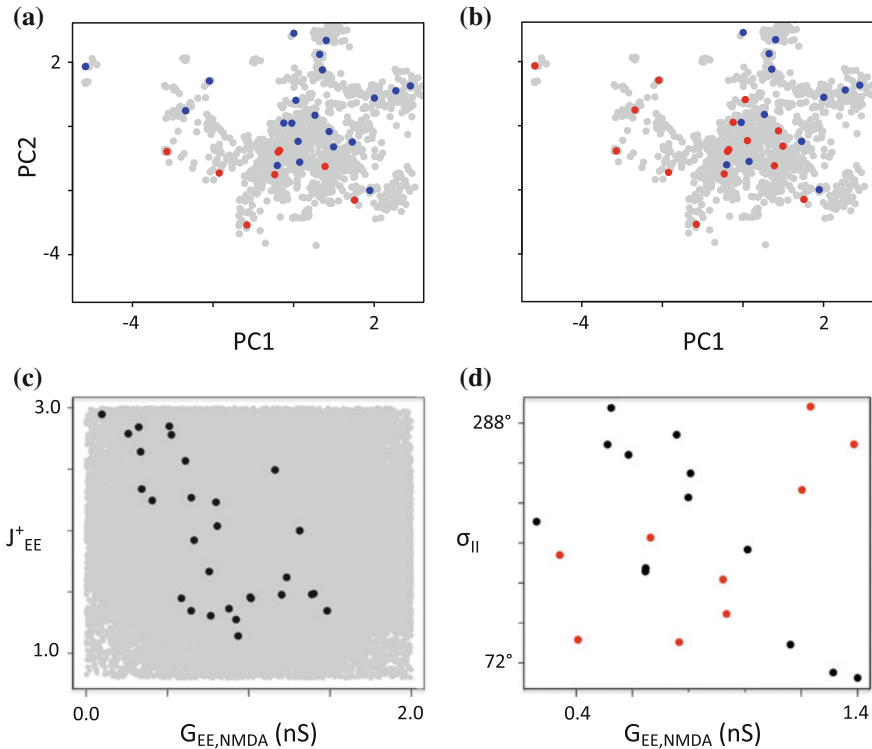 (a)
(b)
2
PC2
-4
-4
2
PC1
-4
2
PC1
(c)
(d)
3.0
J⁺EE
1.0
0.0
2.0
GEE,NMDA (nS)
288°
σII
72°
0.4
1.4
GEE,NMDA (nS)